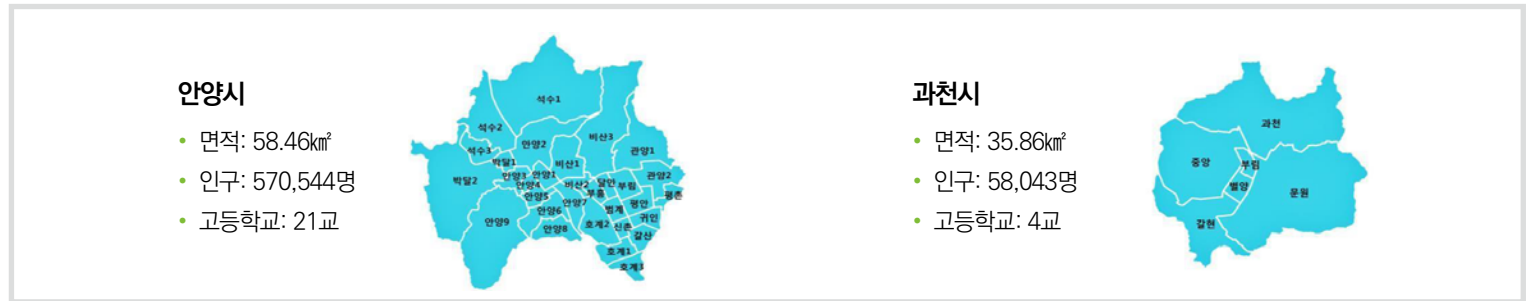 안양시
• 면적: 58.46㎢
• 인구: 570,544명
• 고등학교: 21교
석수1
석수2
비산3
석수3
안양2
관양1
박달1
비산1
박달2
안양3
안양1
관양2
안양4
비산2
달안
부림
부흥
평촌
안양5
안양7
평안
안양6
범계
귀인
안양9
안양8
호계2
신촌
갈산
호계1
호계3
과천시
• 면적: 35.86㎢
• 인구: 58,043명
• 고등학교: 4교
과천
중앙
부림
별양
문원
갈현